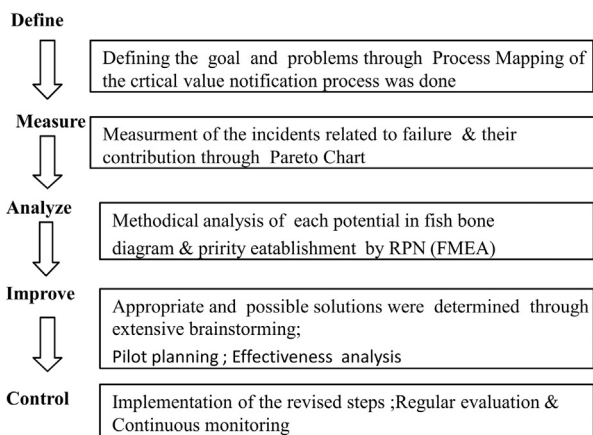 Define
Defining the goal and problems through Process Mapping of
the crtical value notification process was done
Measure
Measurment of the incidents related to failure & their
contribution through Pareto Chart
Analyze
Methodical analysis of each potential in fish bone
diagram & pririty eatablishment by RPN (FMEA)
Improve
Appropriate and possible solutions were determined through
extensive brainstorming;
Pilot planning ; Effectiveness analysis
Control
Implementation of the revised steps ;Regular evaluation &
Continuous monitoring